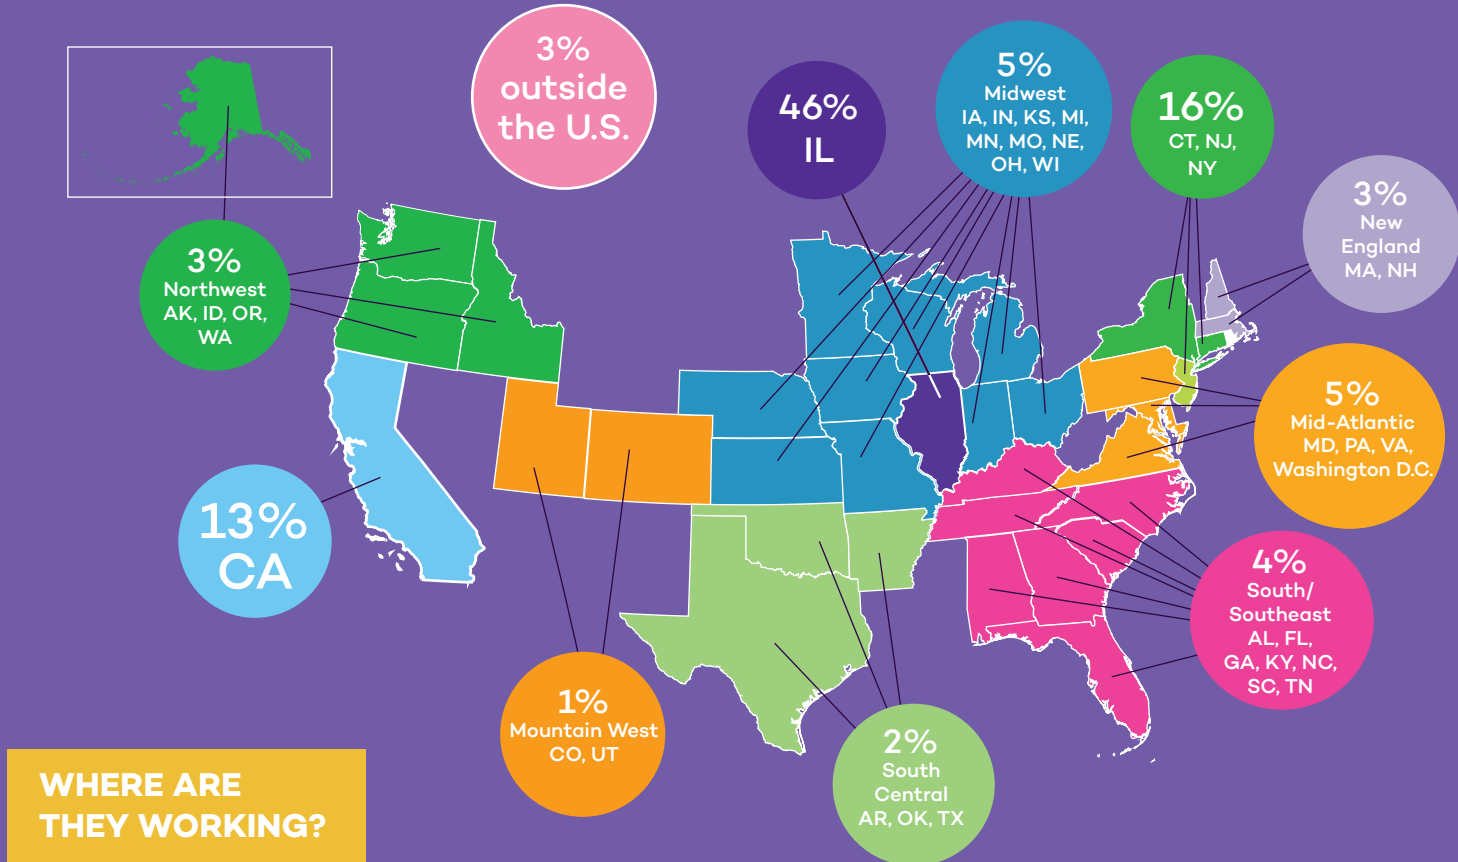 3%
outside
the U.S.
46%
IL
5%
Midwest
IA, IN, KS, MI,
MN, MO, NE,
OH, WI
16%
CT, NJ,
NY
3%
New
England
MA, NH
3%
Northwest
AK, ID, OR,
WA
5%
Mid-Atlantic
MD, PA, VA,
Washington D.C.
13%
CA
4%
South/
Southeast
AL, FL,
GA, KY, NC,
SC, TN
1%
Mountain West
CO, UT
2%
South
Central
AR, OK, TX
WHERE ARE
THEY WORKING?